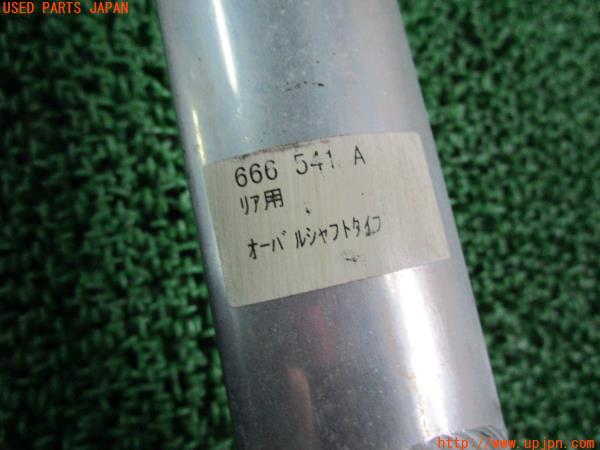 USED PARTS JAPAN
666 541 A
リア用
オーバルシャフトタイプ
http://www.upjpn.com